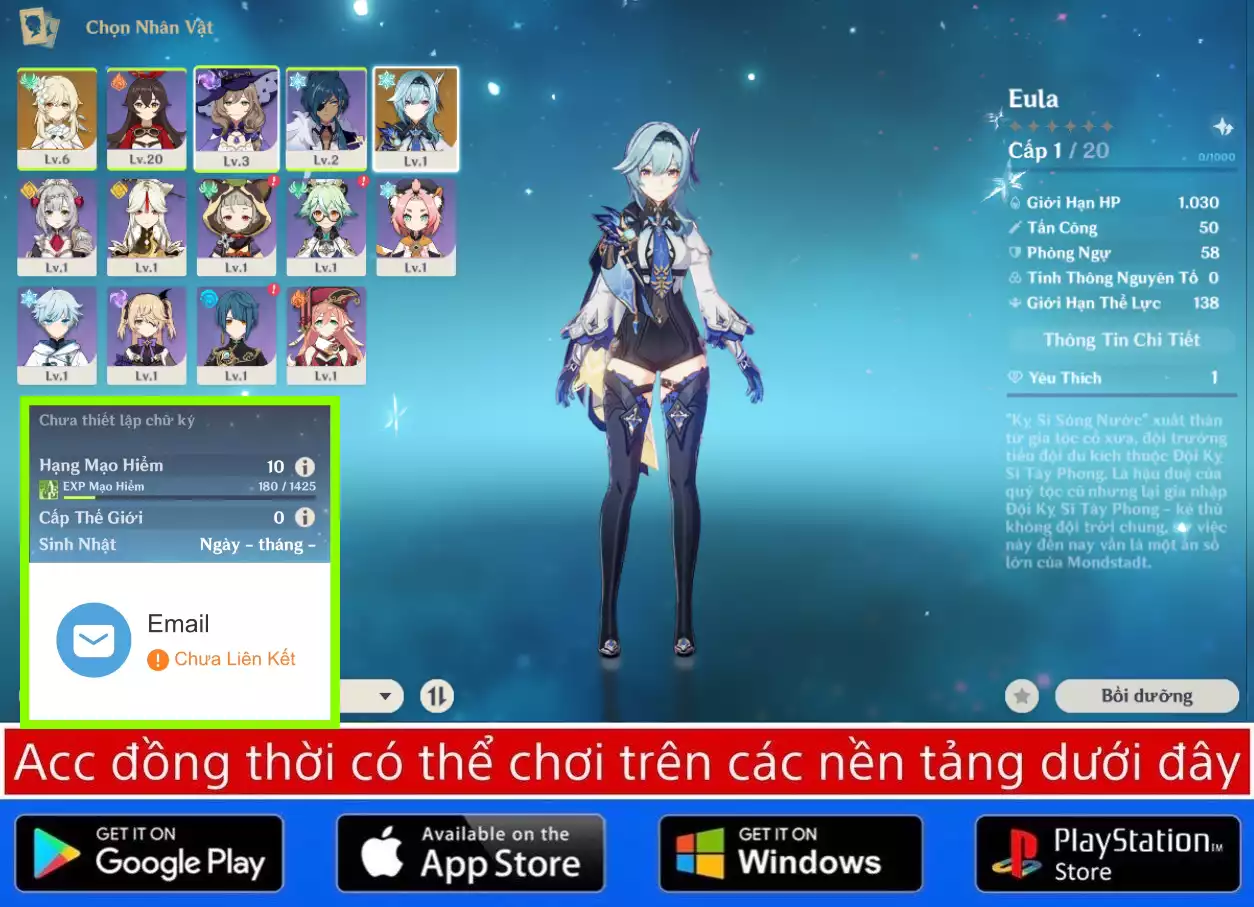 Chọn Nhân Vật
Lv.6
Lv.20
Lv.3
Lv.2
Lv.1
Lv.1
Lv.1
Lv.1
Lv.1
Lv.1
Lv.1
Lv.1
Lv.1
Lv.1
Chưa thiết lập chữ ký
Hạng Mạo Hiểm 10
EXP Mạo Hiểm 180 / 1425
Cấp Thế Giới 0
Sinh Nhật Ngày - tháng -
Email
Chưa Liên Kết
Eula
Cấp 1 / 20
0/1000
Giới Hạn HP 1.030
Tấn Công 50
Phòng Ngự 58
Tinh Thông Nguyên Tố 0
Giới Hạn Thể Lực 138
Thông Tin Chi Tiết
Yêu Thích 1
"Kỵ Sĩ Sóng Nước" xuất thân
từ gia tộc cổ xưa, đội trưởng
tiểu đội du kích thuộc Đội Kỵ
Sĩ Tây Phong. Là hậu duệ của
quý tộc cũ nhưng lại gia nhập
Đội Kỵ Sĩ Tây Phong - kẻ thù
không đội trời chung, sự việc
này đến nay vẫn là một ẩn số
lớn của Mondstadt.
Bồi dưỡng
Acc đồng thời có thể chơi trên các nền tảng dưới đây
GET IT ON
Google Play
Available on the
App Store
GET IT ON
Windows
PlayStation TM
Store